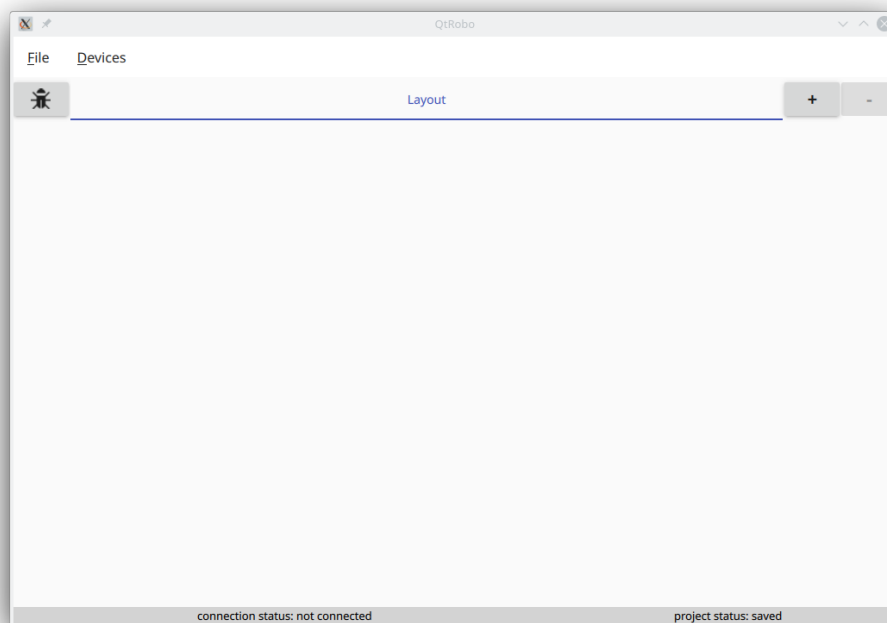 QtRobo
File Devices
Layout + -
connection status: not connected project status: saved